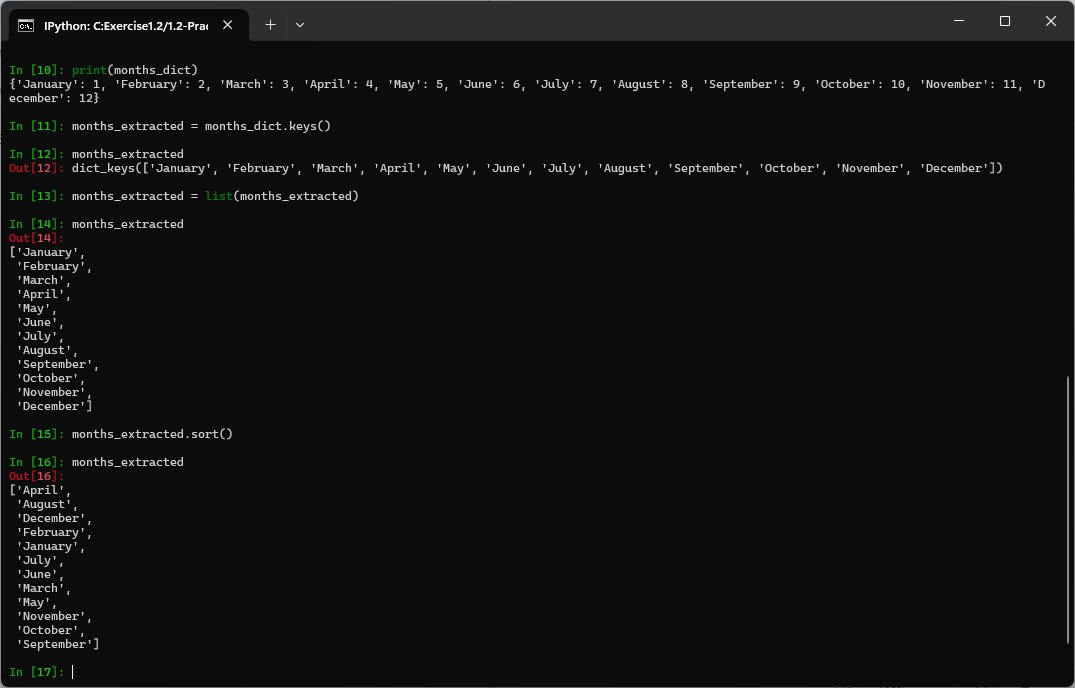 IPython: C:Exercise1.2/1.2-Prac
In [10]: print(months_dict)
{'January': 1, 'February': 2, 'March': 3, 'April': 4, 'May': 5, 'June': 6, 'July': 7, 'August': 8, 'September': 9, 'October': 10, 'November': 11, 'D
ecember': 12}
In [11]: months_extracted = months_dict.keys()
In [12]: months_extracted
Out[12]: dict_keys(['January', 'February', 'March', 'April', 'May', 'June', 'July', 'August', 'September', 'October', 'November', 'December'])
In [13]: months_extracted = list(months_extracted)
In [14]: months_extracted
Out[14]:
['January',
 'February',
 'March',
 'April',
 'May',
 'June',
 'July',
 'August',
 'September',
 'October',
 'November',
 'December']
In [15]: months_extracted.sort()
In [16]: months_extracted
Out[16]:
['April',
 'August',
 'December',
 'February',
 'January',
 'July',
 'June',
 'March',
 'May',
 'November',
 'October',
 'September']
In [17]: